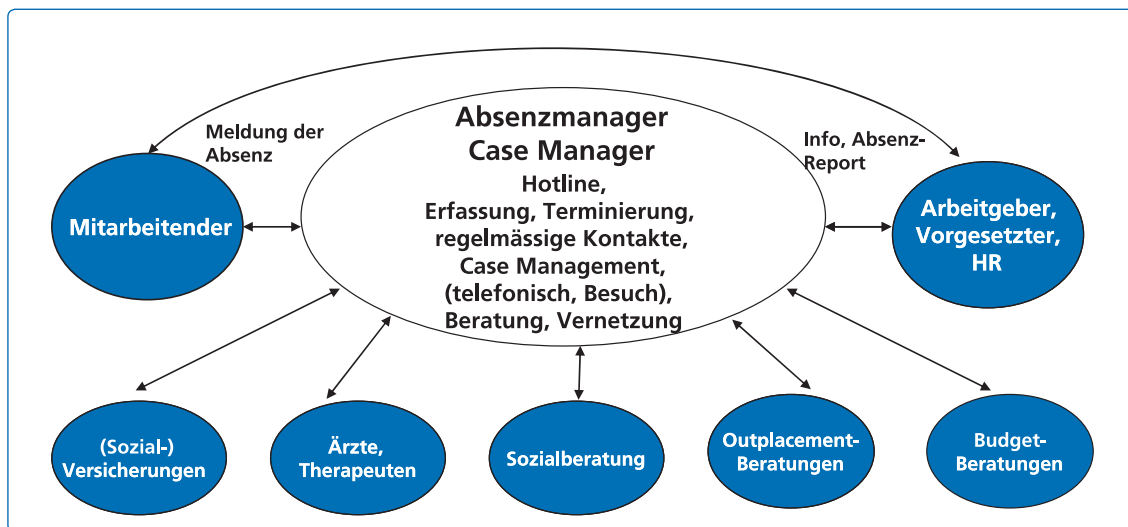 Absenzmanager
Case Manager
Hotline,
Erfassung, Terminierung,
regelmässige Kontakte,
Case Management,
(telefonisch, Besuch),
Beratung, Vernetzung
Meldung der
Absenz
Info, Absenz-
Report
Mitarbeitender
Arbeitgeber,
Vorgesetzter,
HR
(Sozial-)
Versicherungen
Ärzte,
Therapeuten
Sozialberatung
Outplacement-
Beratungen
Budget-
Beratungen